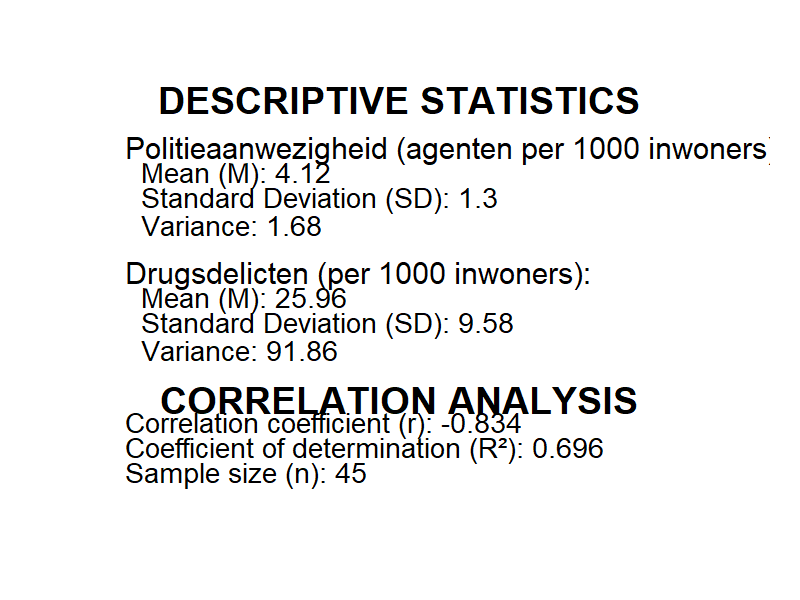 DESCRIPTIVE STATISTICS
Politieaanwezigheid (agenten per 1000 inwoners)
Mean (M): 4.12
Standard Deviation (SD): 1.3
Variance: 1.68
Drugsdelicten (per 1000 inwoners):
Mean (M): 25.96
Standard Deviation (SD): 9.58
Variance: 91.86
CORRELATION ANALYSIS
Correlation coefficient (r): -0.834
Coefficient of determination (R²): 0.696
Sample size (n): 45